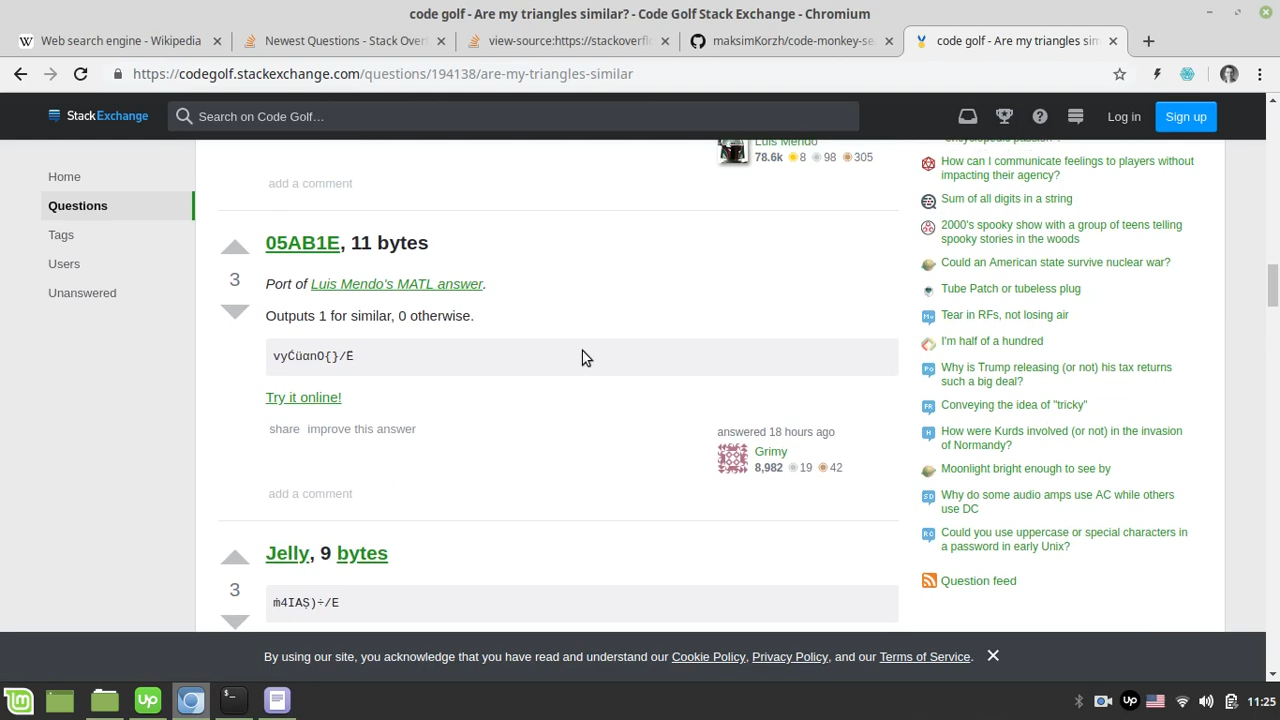 code golf - Are my triangles similar? - Code Golf Stack Exchange - Chromium
Web search engine - Wikipedia
Newest Questions - Stack Over
view-source:https://stackoverfl
maksimKorzh/code-monkey-se
code golf - Are my triangles sim
https://codegolf.stackexchange.com/questions/194138/are-my-triangles-similar
StackExchange
Search on Code Golf…
Log in
Sign up
Home
Questions
Tags
Users
Unanswered
Luis Mendo
78.6k 8 98 305
add a comment
05AB1E, 11 bytes
3
Port of Luis Mendo's MATL answer.
Outputs 1 for similar, 0 otherwise.
vyĆüαnO{}/Ë
Try it online!
share improve this answer
answered 18 hours ago
Grimy
8,982 19 42
add a comment
Jelly, 9 bytes
3
ṁ4IAṢ)÷/E
How can I communicate feelings to players without
impacting their agency?
Sum of all digits in a string
2000's spooky show with a group of teens telling
spooky stories in the woods
Could an American state survive nuclear war?
Tube Patch or tubeless plug
Tear in RFs, not losing air
I'm half of a hundred
Why is Trump releasing (or not) his tax returns
such a big deal?
Conveying the idea of "tricky"
How were Kurds involved (or not) in the invasion
of Normandy?
Moonlight bright enough to see by
Why do some audio amps use AC while others
use DC
Could you use uppercase or special characters in
a password in early Unix?
Question feed
By using our site, you acknowledge that you have read and understand our Cookie Policy, Privacy Policy, and our Terms of Service.
Up
Up
11:25